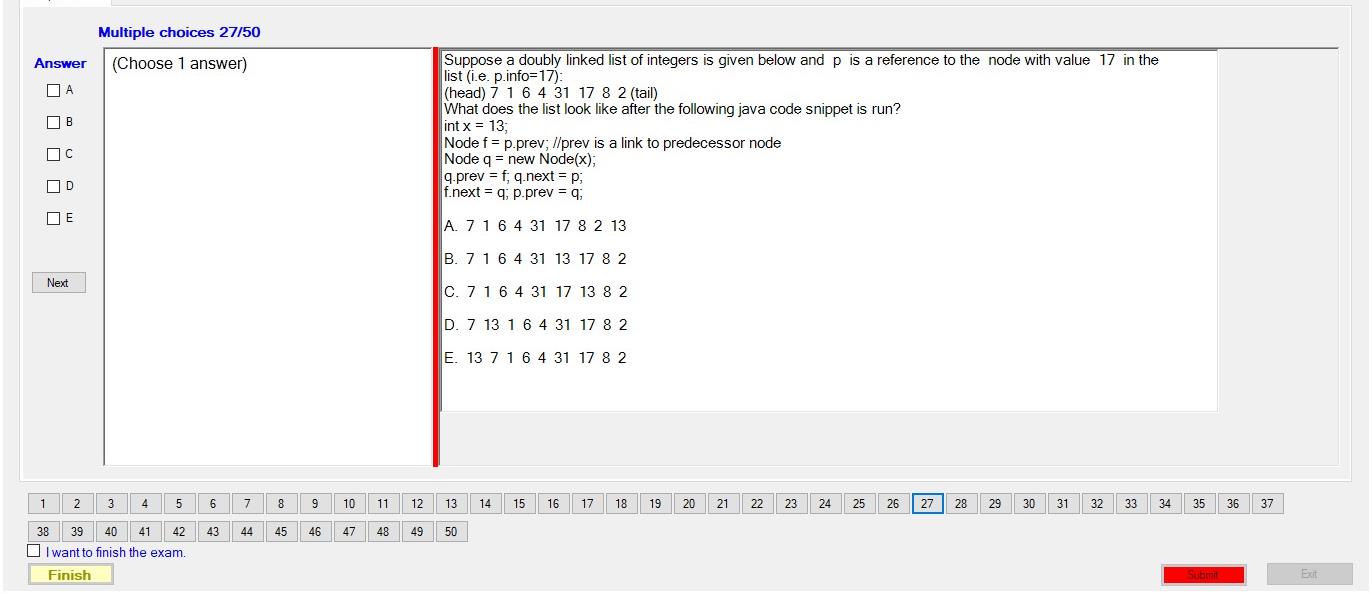 Multiple choices 27/50
Answer
A
B
C
D
E
Next
(Choose 1 answer)
Suppose a doubly linked list of integers is given below and p is a reference to the node with value 17 in the
list (i.e. p.info=17):
(head) 7 1 6 4 31 17 8 2 (tail)
What does the list look like after the following java code snippet is run?
int x = 13;
Node f = p.prev; //prev is a link to predecessor node
Node q = new Node(x);
q.prev = f; q.next = p;
f.next = q; p.prev = q;
A. 7 1 6 4 31 17 8 2 13
B. 7 1 6 4 31 13 17 8 2
C. 7 1 6 4 31 17 13 8 2
D. 7 13 1 6 4 31 17 8 2
E. 13 7 1 6 4 31 17 8 2
1 2 3 4 5 6 7 8 9 10 11 12 13 14 15 16 17 18 19 20 21 22 23 24 25 26 27 28 29 30 31 32 33 34 35 36 37
38 39 40 41 42 43 44 45 46 47 48 49 50
I want to finish the exam.
Finish
Submit
Exit